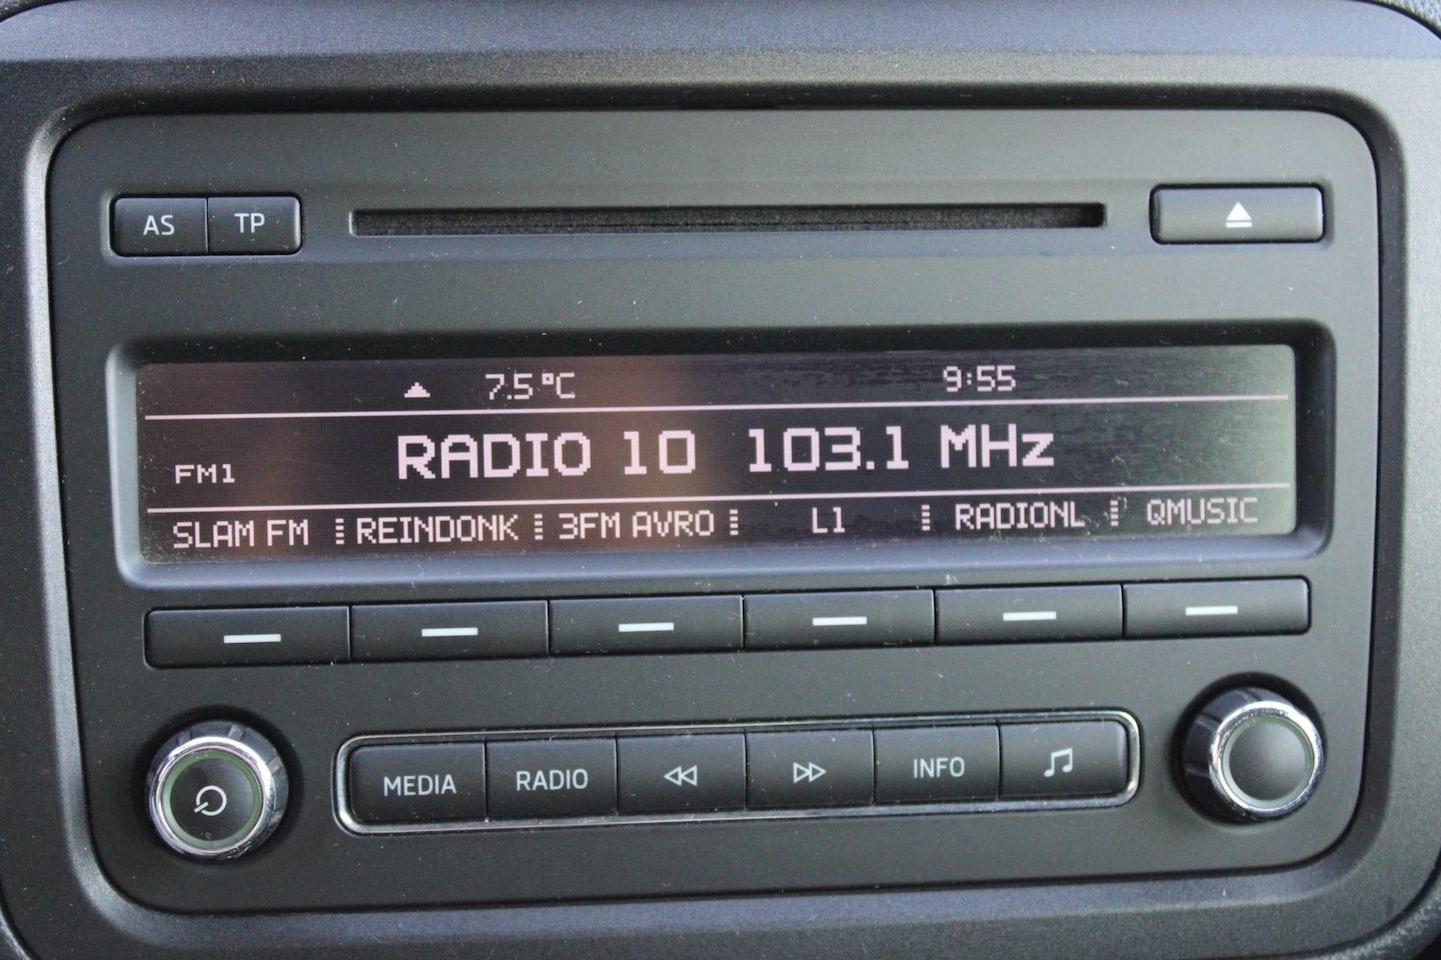 AS TP
7.5°C 9:55
FM1 RADIO 10 103.1 MHz
SLAM FM REINDONK 3FM AVRO L1 RADIONL QMUSIC
MEDIA RADIO INFO